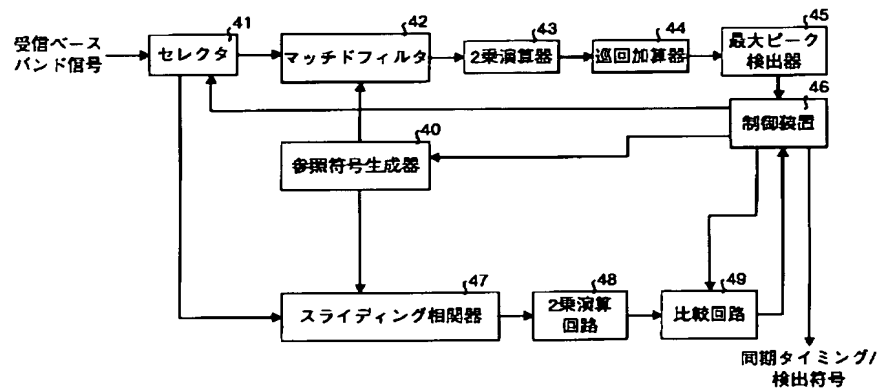 受信ベース
バンド信号
41
セレクタ
42
マッチドフィルタ
43
2乗演算器
44
巡回加算器
45
最大ピーク
検出器
46
制御装置
40
参照符号生成器
47
スライディング相関器
48
2乗演算
回路
49
比較回路
同期タイミング/
検出符号